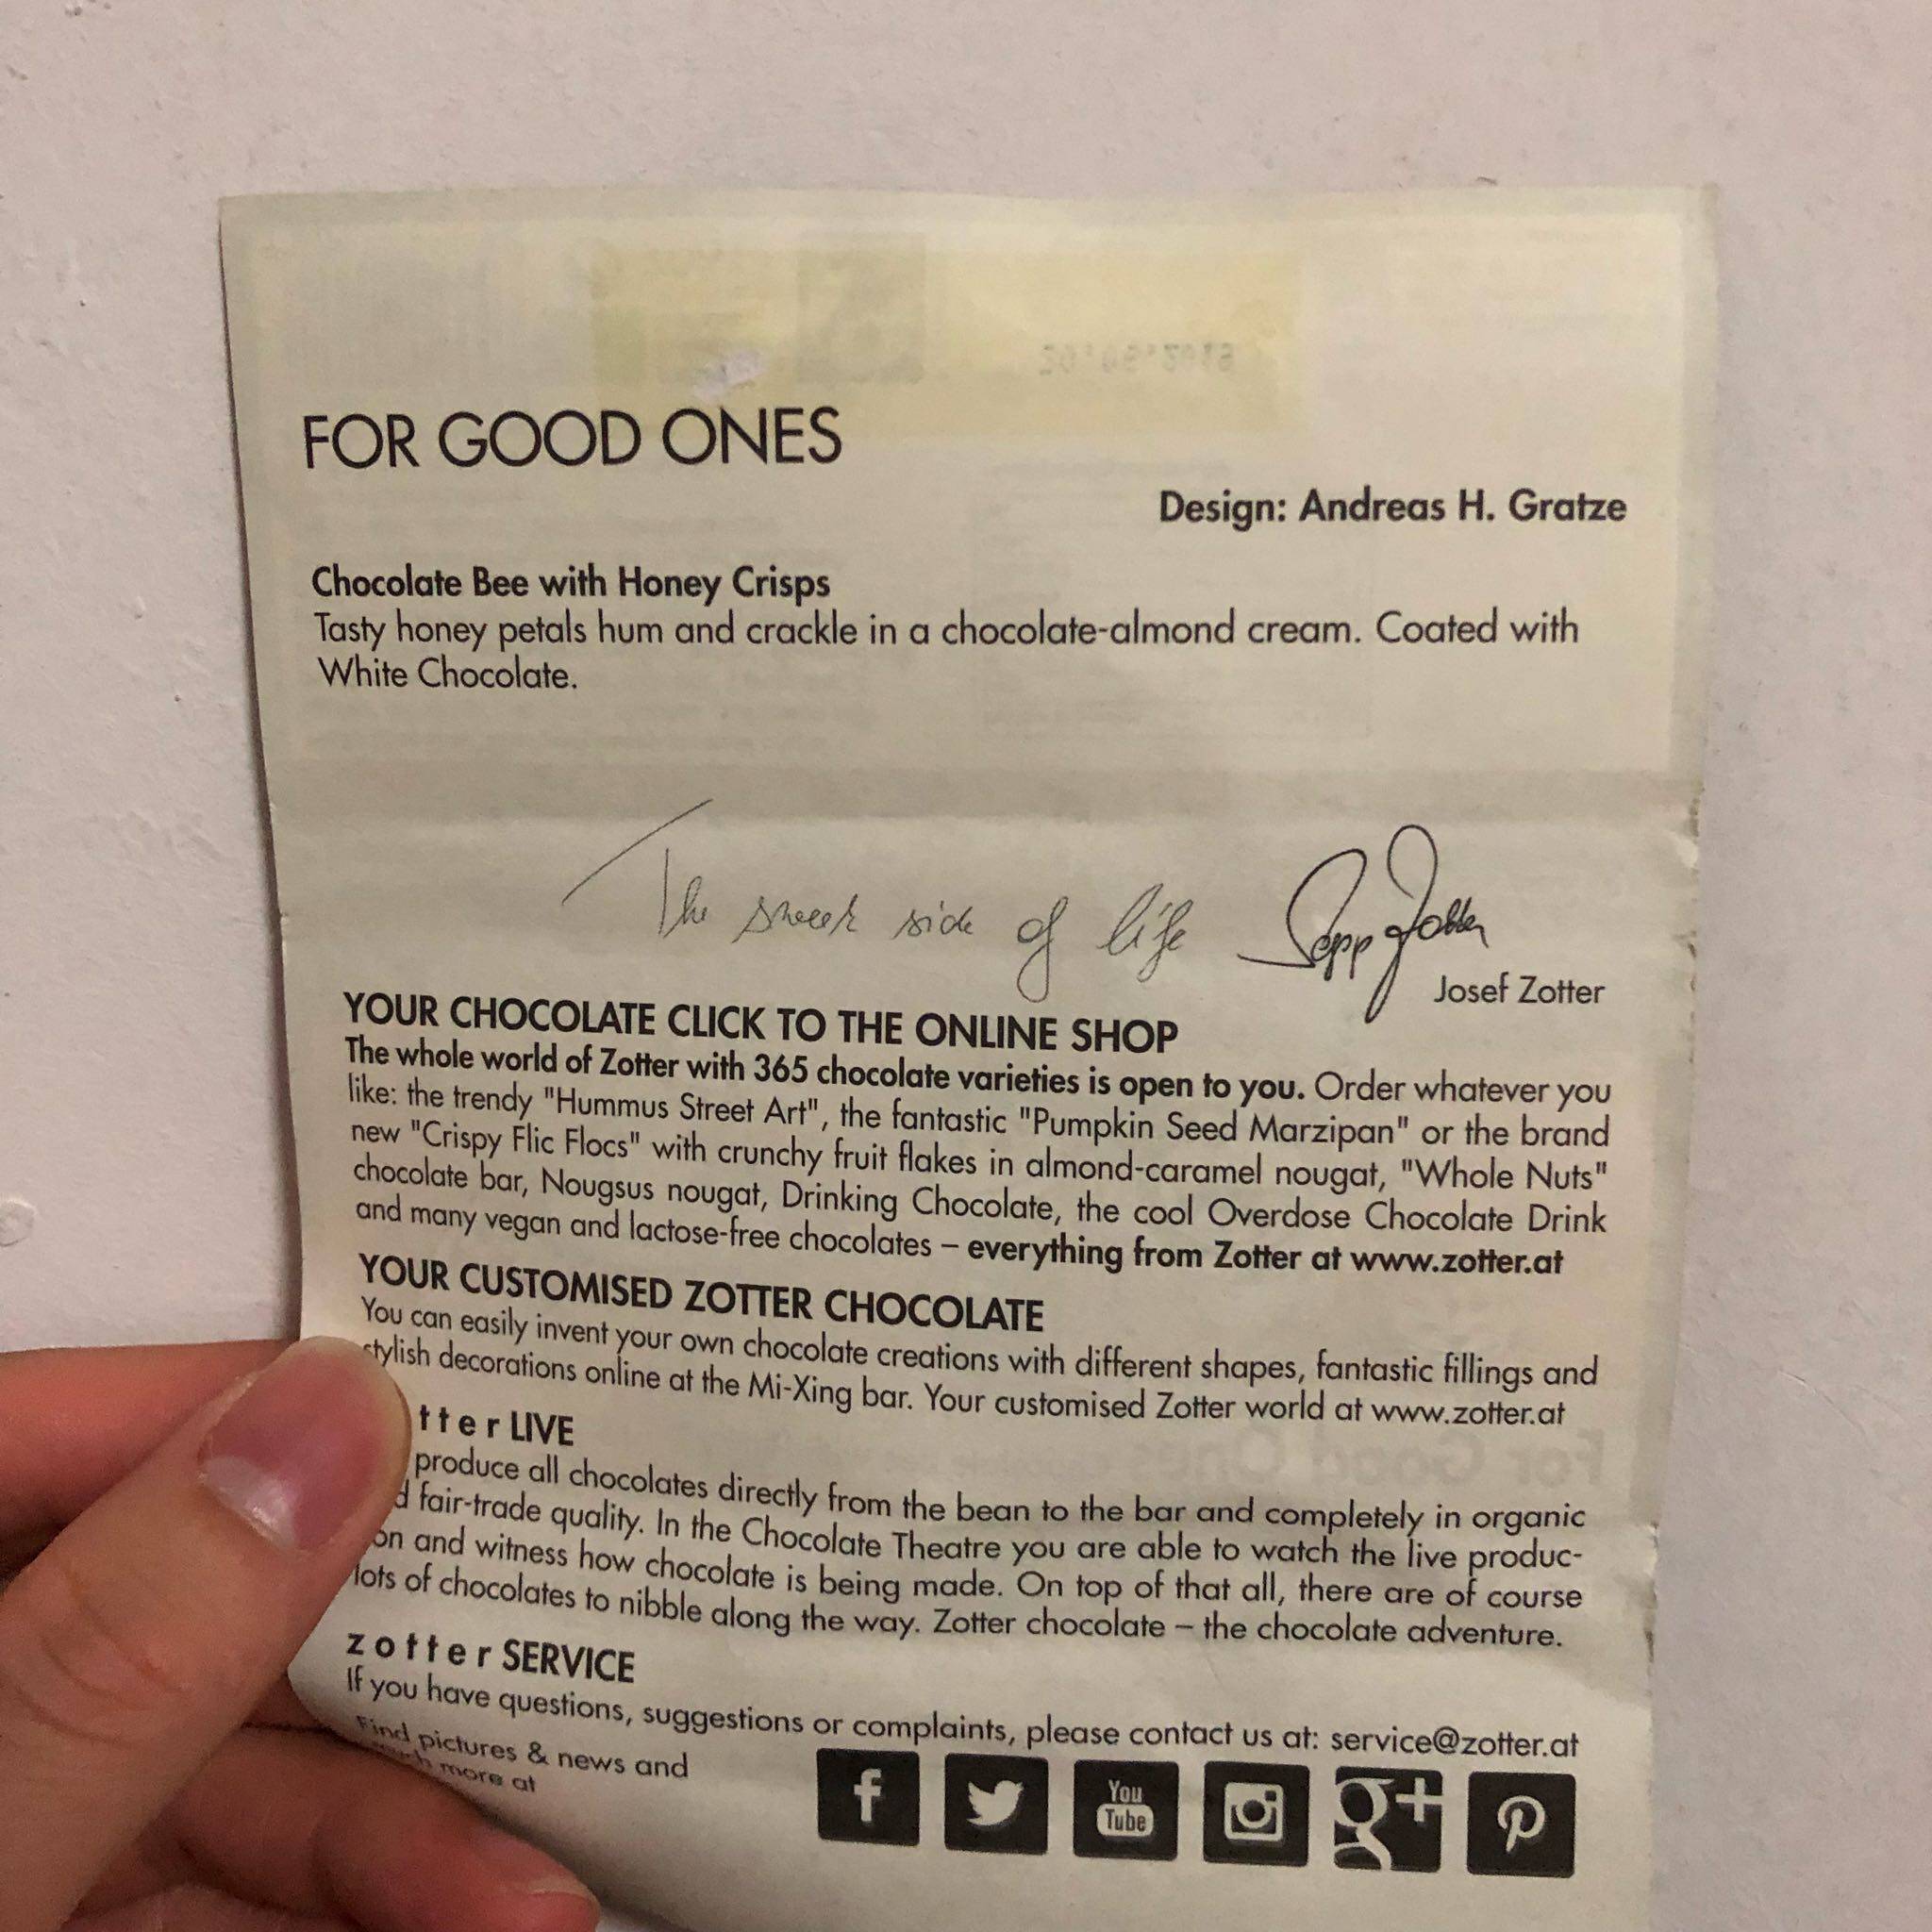 FOR GOOD ONES
Design: Andreas H. Gratze
Chocolate Bee with Honey Crisps
Tasty honey petals hum and crackle in a chocolate-almond cream. Coated with
White Chocolate.
The sweet side of life Sepp Zotter
Josef Zotter
YOUR CHOCOLATE CLICK TO THE ONLINE SHOP
The whole world of Zotter with 365 chocolate varieties is open to you. Order whatever you
like: the trendy "Hummus Street Art", the fantastic "Pumpkin Seed Marzipan" or the brand
new "Crispy Flic Flocs" with crunchy fruit flakes in almond-caramel nougat, "Whole Nuts"
chocolate bar, Nougsus nougat, Drinking Chocolate, the cool Overdose Chocolate Drink
and many vegan and lactose-free chocolates – everything from Zotter at www.zotter.at
YOUR CUSTOMISED ZOTTER CHOCOLATE
You can easily invent your own chocolate creations with different shapes, fantastic fillings and
stylish decorations online at the Mi-Xing bar. Your customised Zotter world at www.zotter.at
tter LIVE
produce all chocolates directly from the bean to the bar and completely in organic
d fair-trade quality. In the Chocolate Theatre you are able to watch the live produc-
on and witness how chocolate is being made. On top of that all, there are of course
lots of chocolates to nibble along the way. Zotter chocolate – the chocolate adventure.
zotter SERVICE
If you have questions, suggestions or complaints, please contact us at: service@zotter.at
Find pictures & news and
more at
f You Tube g+